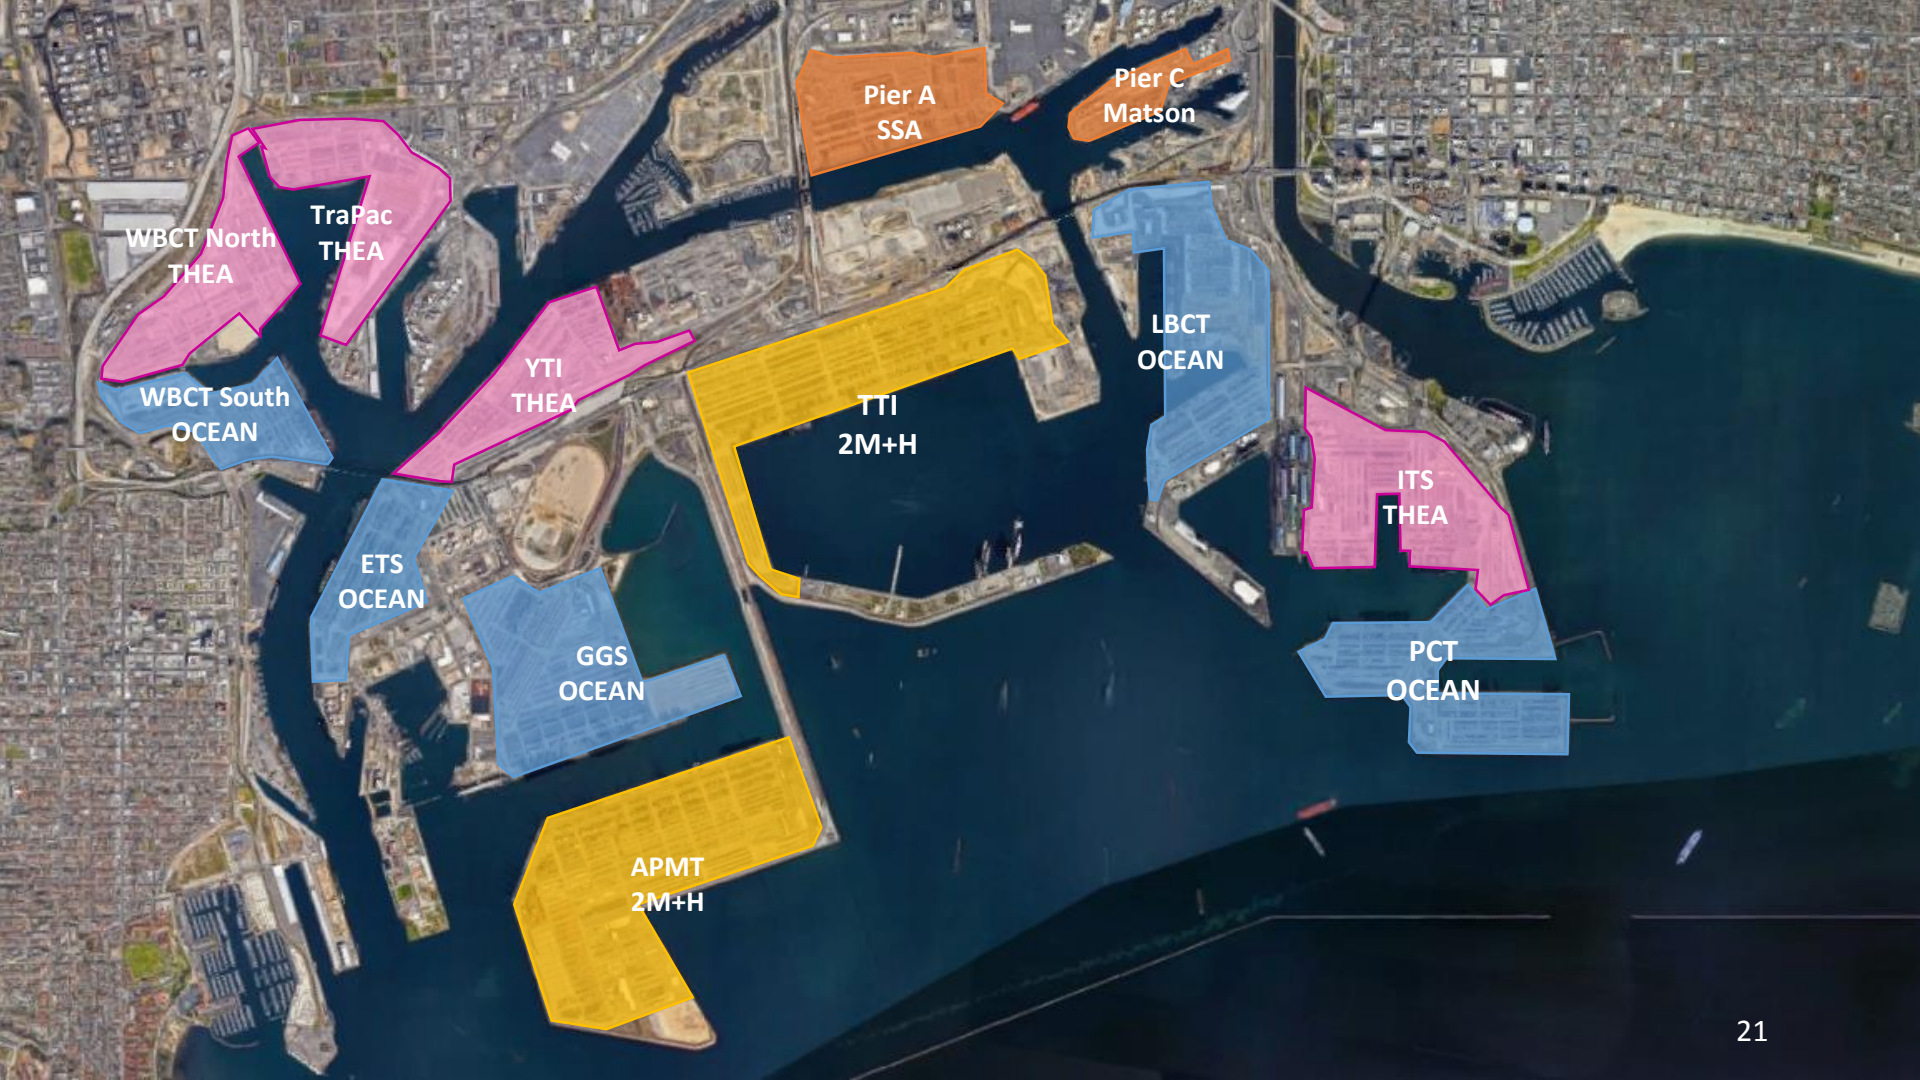 Pier A
SSA
Pier C
Matson
TraPac
THEA
WBCT North
THEA
LBCT
OCEAN
YTI
THEA
WBCT South
OCEAN
TTI
2M+H
ITS
THEA
ETS
OCEAN
GGS
OCEAN
PCT
OCEAN
APMT
2M+H
21